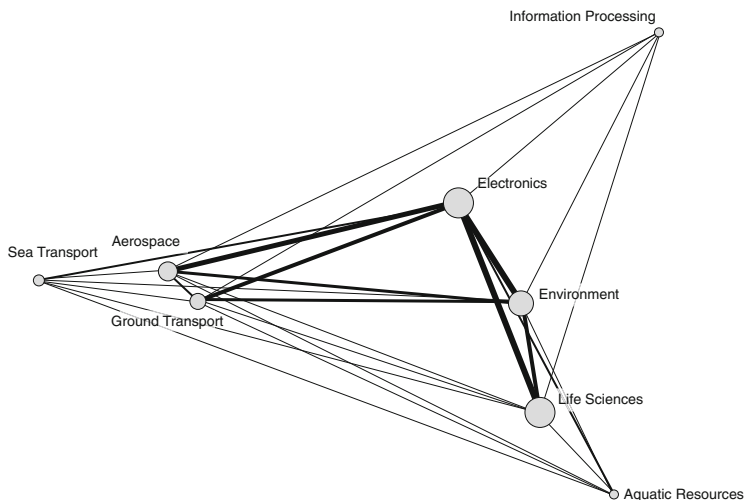 Information Processing
Electronics
Aerospace
Sea Transport
Environment
Ground Transport
Life Sciences
Aquatic Resources